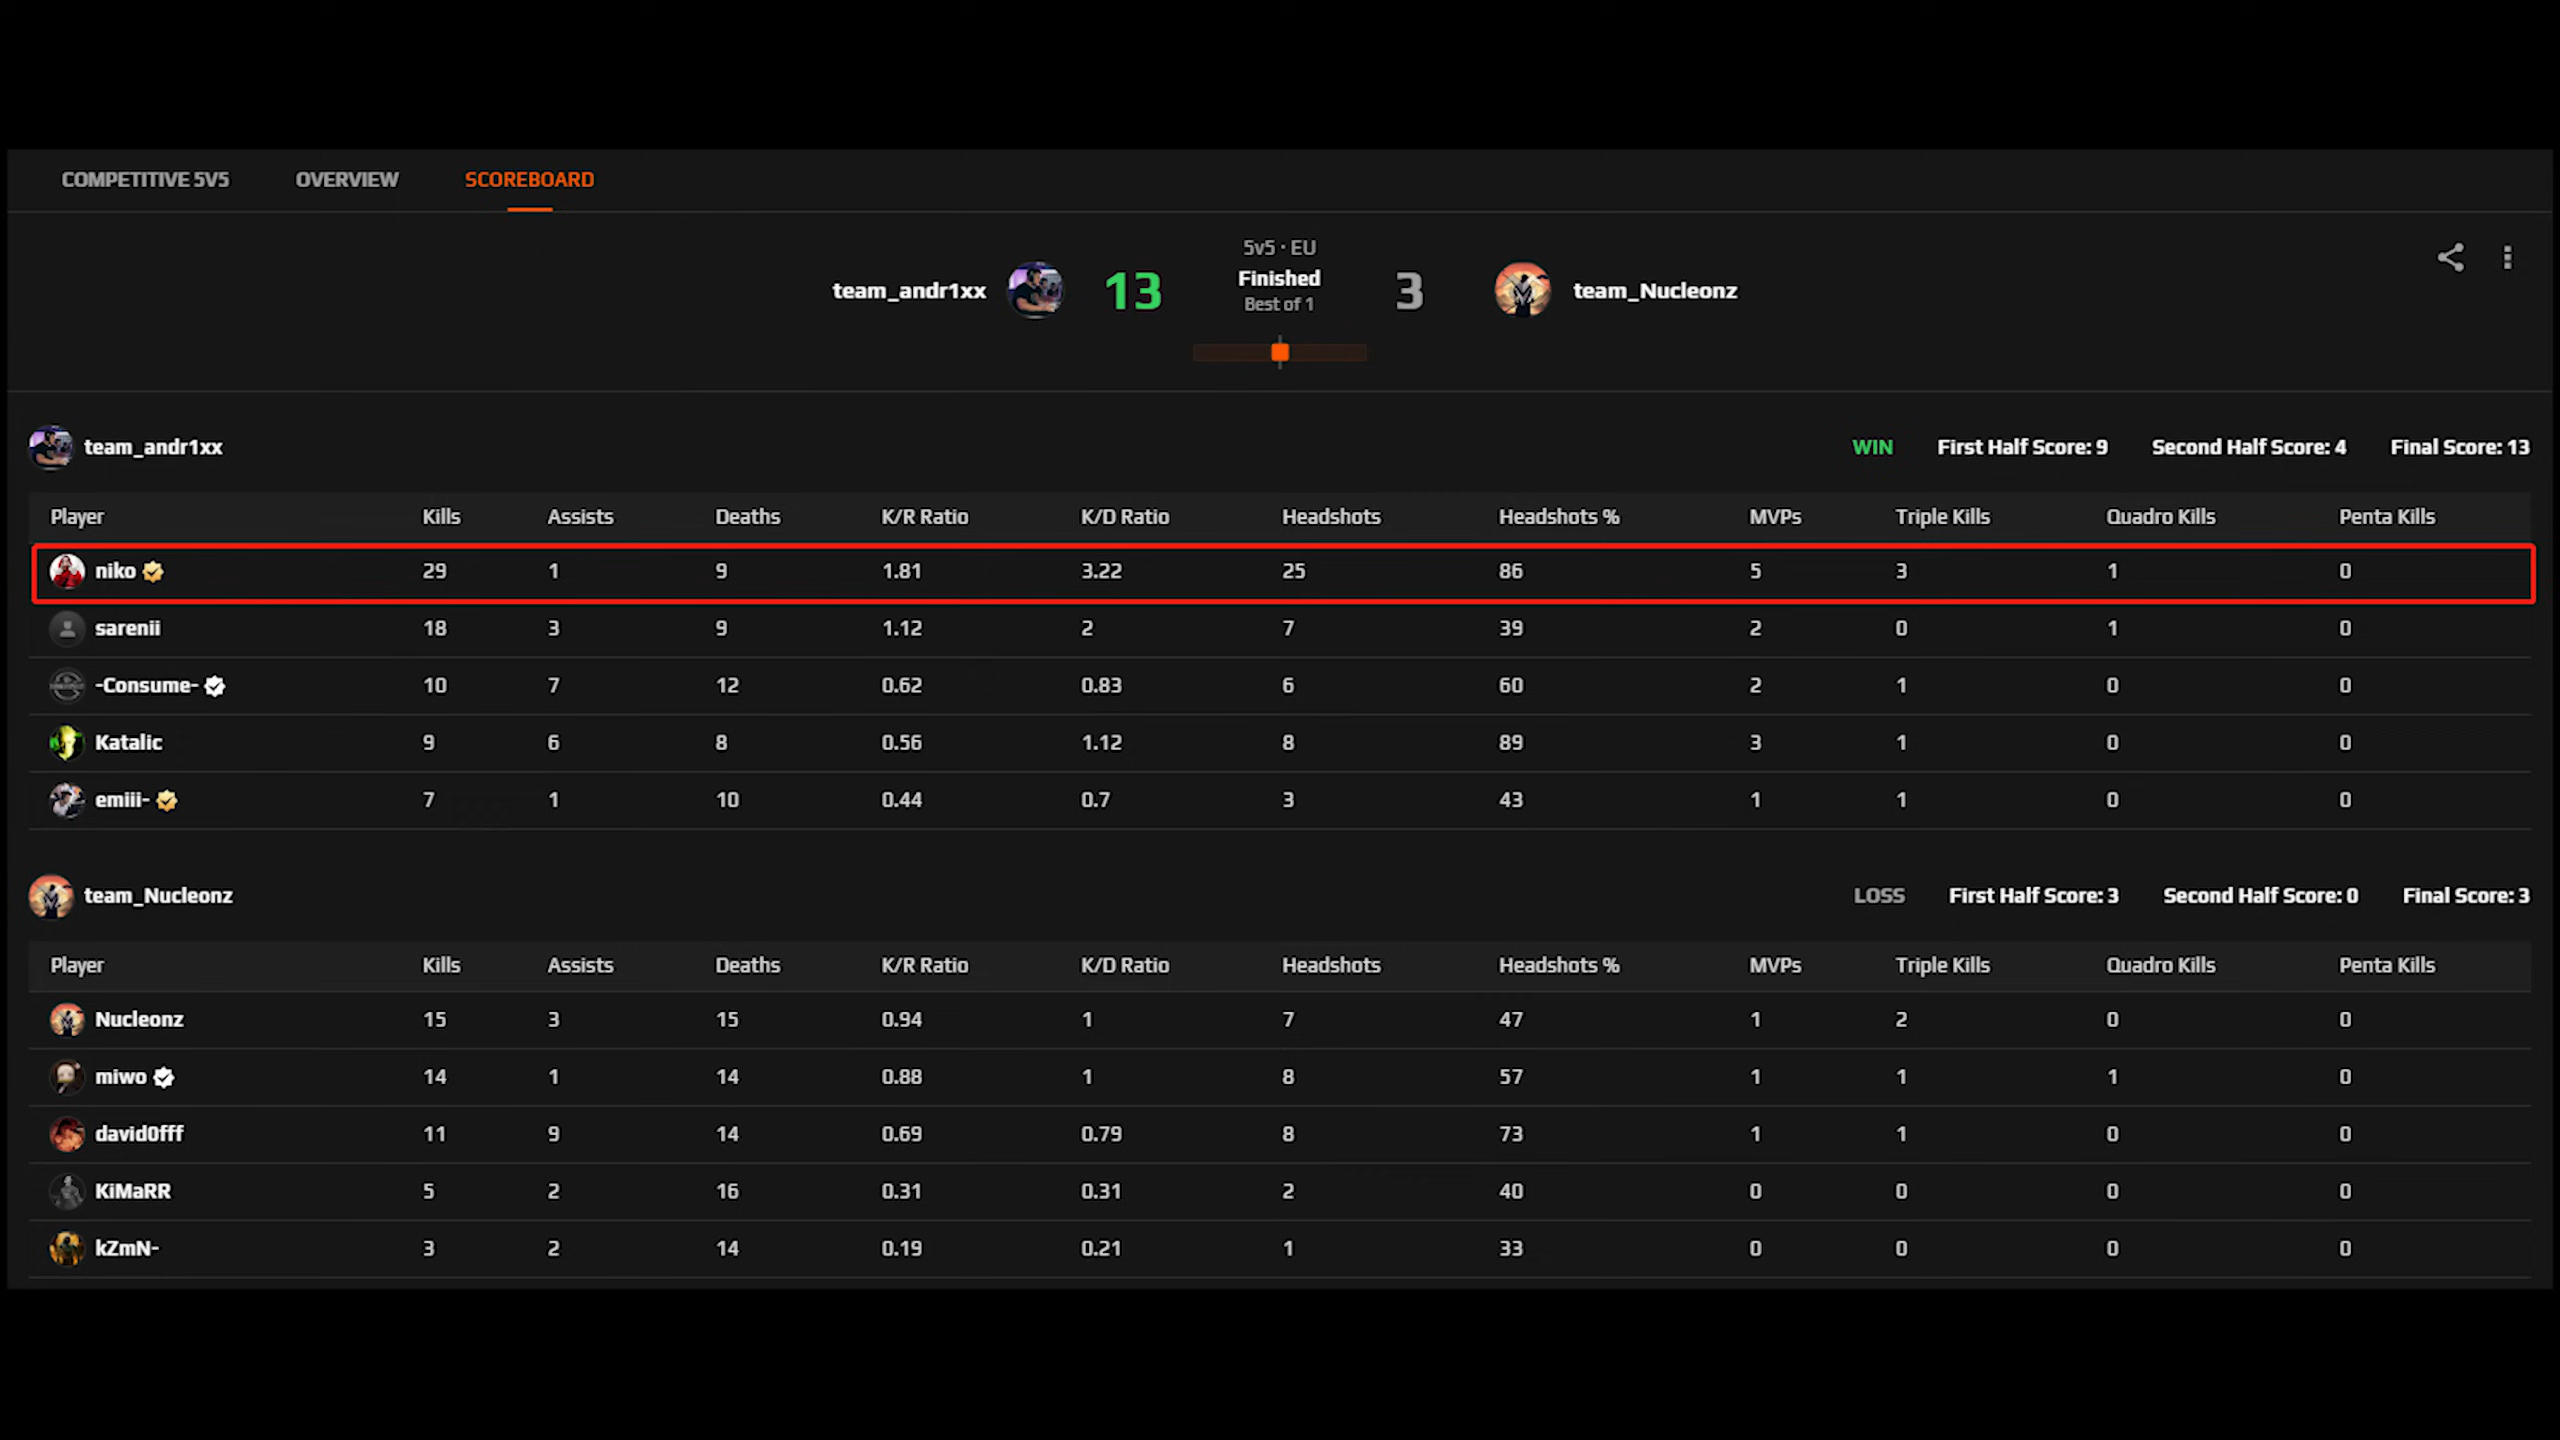 COMPETITIVE 5V5 OVERVIEW SCOREBOARD
5v5 · EU
team_andr1xx 13 Finished 3 team_Nucleonz
Best of 1
team_andr1xx WIN First Half Score: 9 Second Half Score: 4 Final Score: 13
Player Kills Assists Deaths K/R Ratio K/D Ratio Headshots Headshots % MVPs Triple Kills Quadro Kills Penta Kills
niko 29 1 9 1.81 3.22 25 86 5 3 1 0
sarenii 18 3 9 1.12 2 7 39 2 0 1 0
-Consume- 10 7 12 0.62 0.83 6 60 2 1 0 0
Katalic 9 6 8 0.56 1.12 8 89 3 1 0 0
emiii- 7 1 10 0.44 0.7 3 43 1 1 0 0
team_Nucleonz LOSS First Half Score: 3 Second Half Score: 0 Final Score: 3
Player Kills Assists Deaths K/R Ratio K/D Ratio Headshots Headshots % MVPs Triple Kills Quadro Kills Penta Kills
Nucleonz 15 3 15 0.94 1 7 47 1 2 0 0
miwo 14 1 14 0.88 1 8 57 1 1 1 0
david0fff 11 9 14 0.69 0.79 8 73 1 1 0 0
KiMaRR 5 2 16 0.31 0.31 2 40 0 0 0 0
kZmN- 3 2 14 0.19 0.21 1 33 0 0 0 0